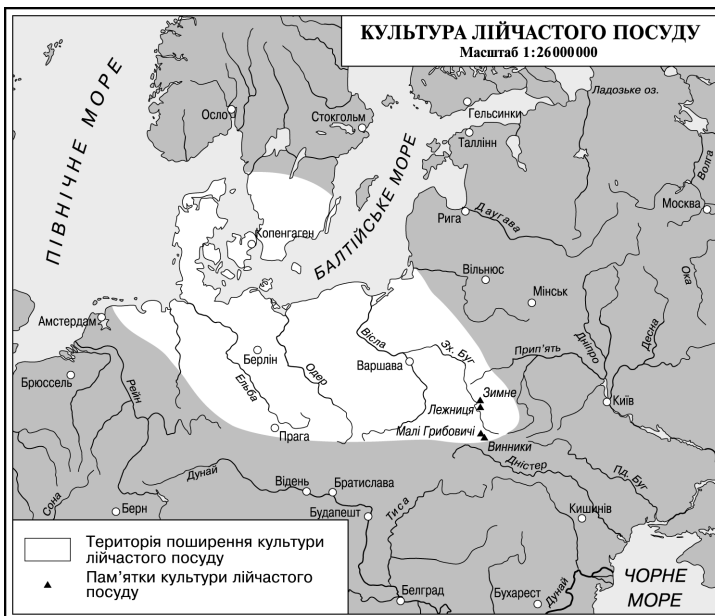 КУЛЬТУРА ЛІЙЧАСТОГО ПОСУДУ
Масштаб 1:26 000 000
ПІВНІЧНЕ МОРЕ
БАЛТІЙСЬКЕ МОРЕ
Осло
Стокгольм
Гельсинки
Ладозьке оз.
Таллінн
Волга
Москва
Рига
Даугава
Копенгаген
Вільнюс
Мінськ
Ока
Амстердам
Берлін
Одер
Вісла
Варшава
Зх. Буг
Прип'ять
Дніпро
Десна
Брюссель
Рейн
Ельба
Зимне
Київ
Лежниця
Прага
Малі Грибовичі
Винники
Дністер
Пд. Буг
Дунай
Сона
Відень
Братислава
Берн
Будапешт
Тиса
Кишинів
Територія поширення культури
лійчастого посуду
Пам'ятки культури лійчастого
посуду
Белград
Бухарест
Дунай
ЧОРНЕ
МОРЕ